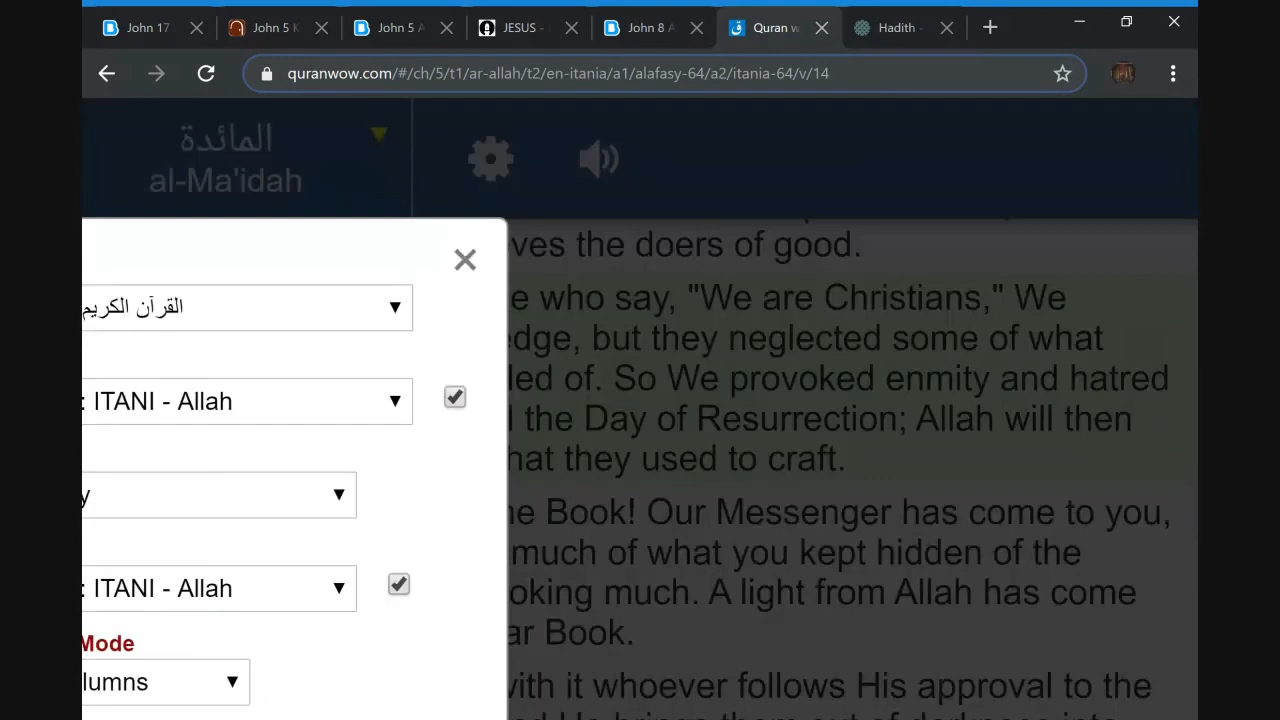 John 17
John 5 K
John 5 A
JESUS -
John 8 A
Quran w
Hadith -
quranwow.com/#/ch/5/t1/ar-allah/t2/en-itania/a1/alafasy-64/a2/itania-64/v/14
المائدة
al-Ma'idah
القرآن الكريم
: ITANI - Allah
y
: ITANI - Allah
Mode
lumns
ves the doers of good.
e who say, "We are Christians," We
edge, but they neglected some of what
led of. So We provoked enmity and hatred
l the Day of Resurrection; Allah will then
hat they used to craft.
he Book! Our Messenger has come to you,
much of what you kept hidden of the
oking much. A light from Allah has come
ar Book.
with it whoever follows His approval to the